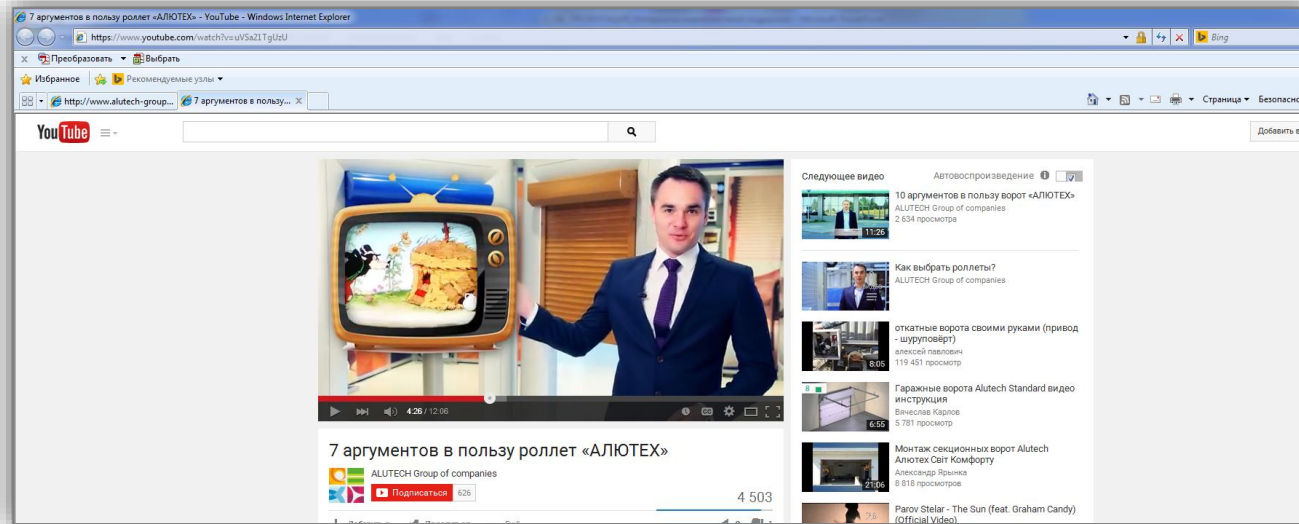 7 аргументов в пользу роллет «АЛЮТЕХ» - YouTube - Windows Internet Explorer
https://www.youtube.com/watch?v=uVSa21TgUzU
Bing
x Преобразовать Выбрать
Избранное Рекомендуемые узлы
http://www.alutech-group... 7 аргументов в пользу... X
Страница Безопасно
YouTube
Добавить в
Следующее видео Автовоспроизведение
10 аргументов в пользу ворот «АЛЮТЕХ»
ALUTECH Group of companies
2 634 просмотра
11:26
Как выбрать роллеты?
ALUTECH Group of companies
откатные ворота своими руками (привод
- шуруповёрт)
алексей павлович
119 451 просмотр
8:05
Гаражные ворота Alutech Standard видео
инструкция
Вячеслав Карлов
5 781 просмотр
6:55
Монтаж секционных ворот Alutech
Алютех Світ Комфорту
Александр Ярынка
8 818 просмотров
21:06
Parov Stelar - The Sun (feat. Graham Candy)
(Official Video)
4:26 / 12:06
7 аргументов в пользу роллет «АЛЮТЕХ»
ALUTECH Group of companies
Подписаться 626
4 503